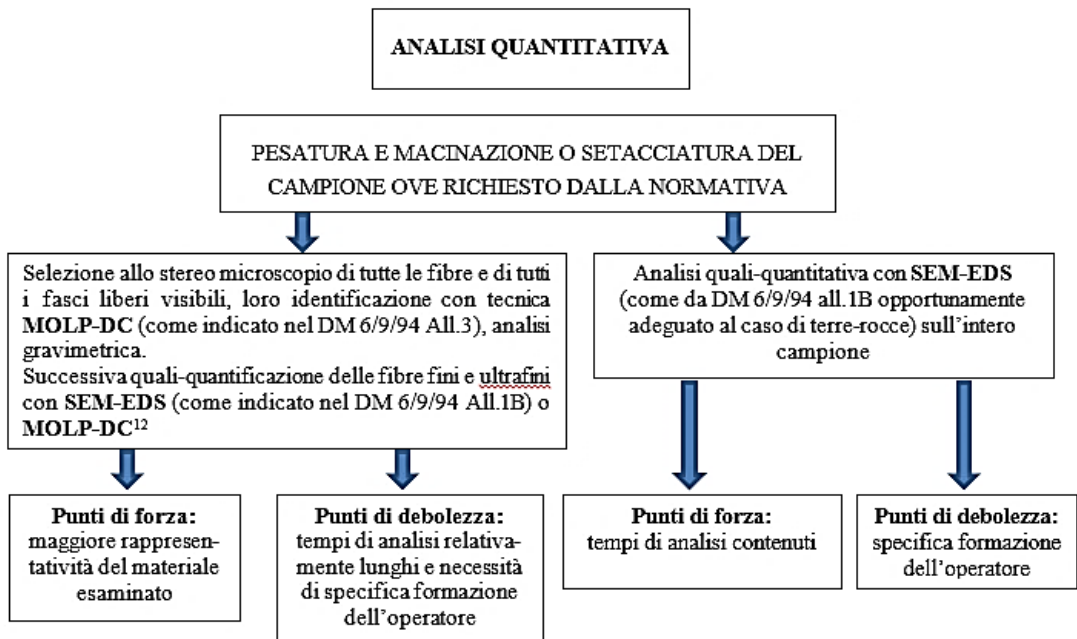 ANALISI QUANTITATIVA
PESATURA E MACINAZIONE O SETACCIATURA DEL
CAMPIONE OVE RICHIESTO DALLA NORMATIVA
Selezione allo stereo microscopio di tutte le fibre e di tutti
i fasci liberi visibili, loro identificazione con tecnica
MOLP-DC (come indicato nel DM 6/9/94 All.3), analisi
gravimetrica.
Successiva quali-quantificazione delle fibre fini e ultrafini
con SEM-EDS (come indicato nel DM 6/9/94 All.1B) o
MOLP-DC¹²
Analisi quali-quantitativa con SEM-EDS
(come da DM 6/9/94 all.1B opportunamente
adeguato al caso di terre-rocce) sull’intero
campione
Punti di forza:
maggiore rappresen-
tatività del materiale
esaminato
Punti di debolezza:
tempi di analisi relativa-
mente lunghi e necessità
di specifica formazione
dell’operatore
Punti di forza:
tempi di analisi contenuti
Punti di debolezza:
specifica formazione
dell’operatore